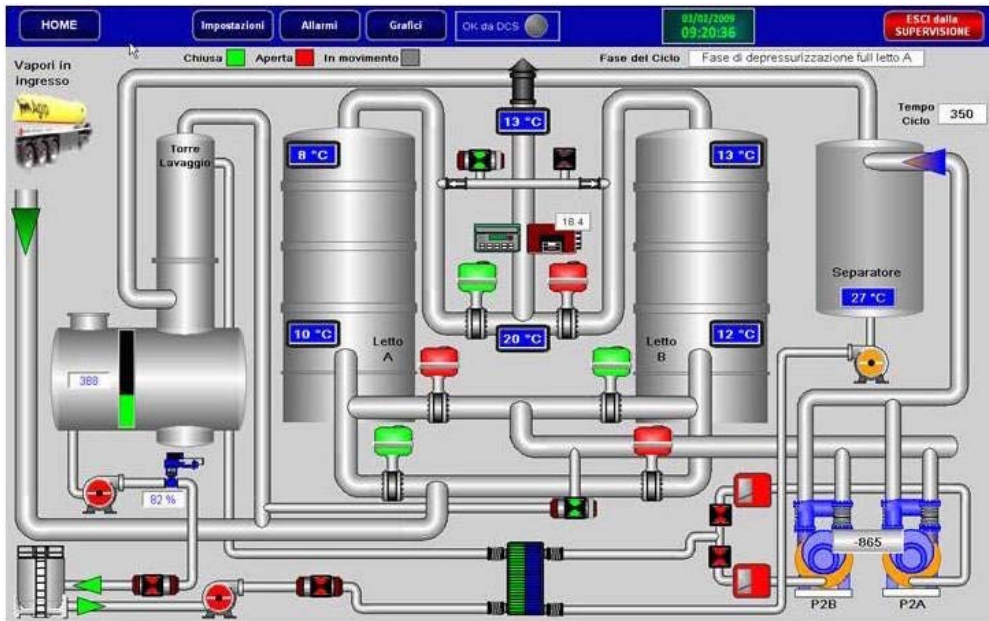 HOME
Impostazioni
Allarmi
Grafici
OK da DCS
03/02/2009
09:20:36
ESCI dalla
SUPERVISIONE
Chiusa
Aperta
In movimento
Fase del Ciclo
Fase di depressurizzazione full letto A
Vapori in
ingresso
Agip
Tempo
Ciclo
350
Torre
Lavaggio
8 °C
13 °C
13 °C
18.4
Separatore
27 °C
10 °C
Letto
A
20 °C
Letto
B
12 °C
388
82 %
-865
P2B
P2A